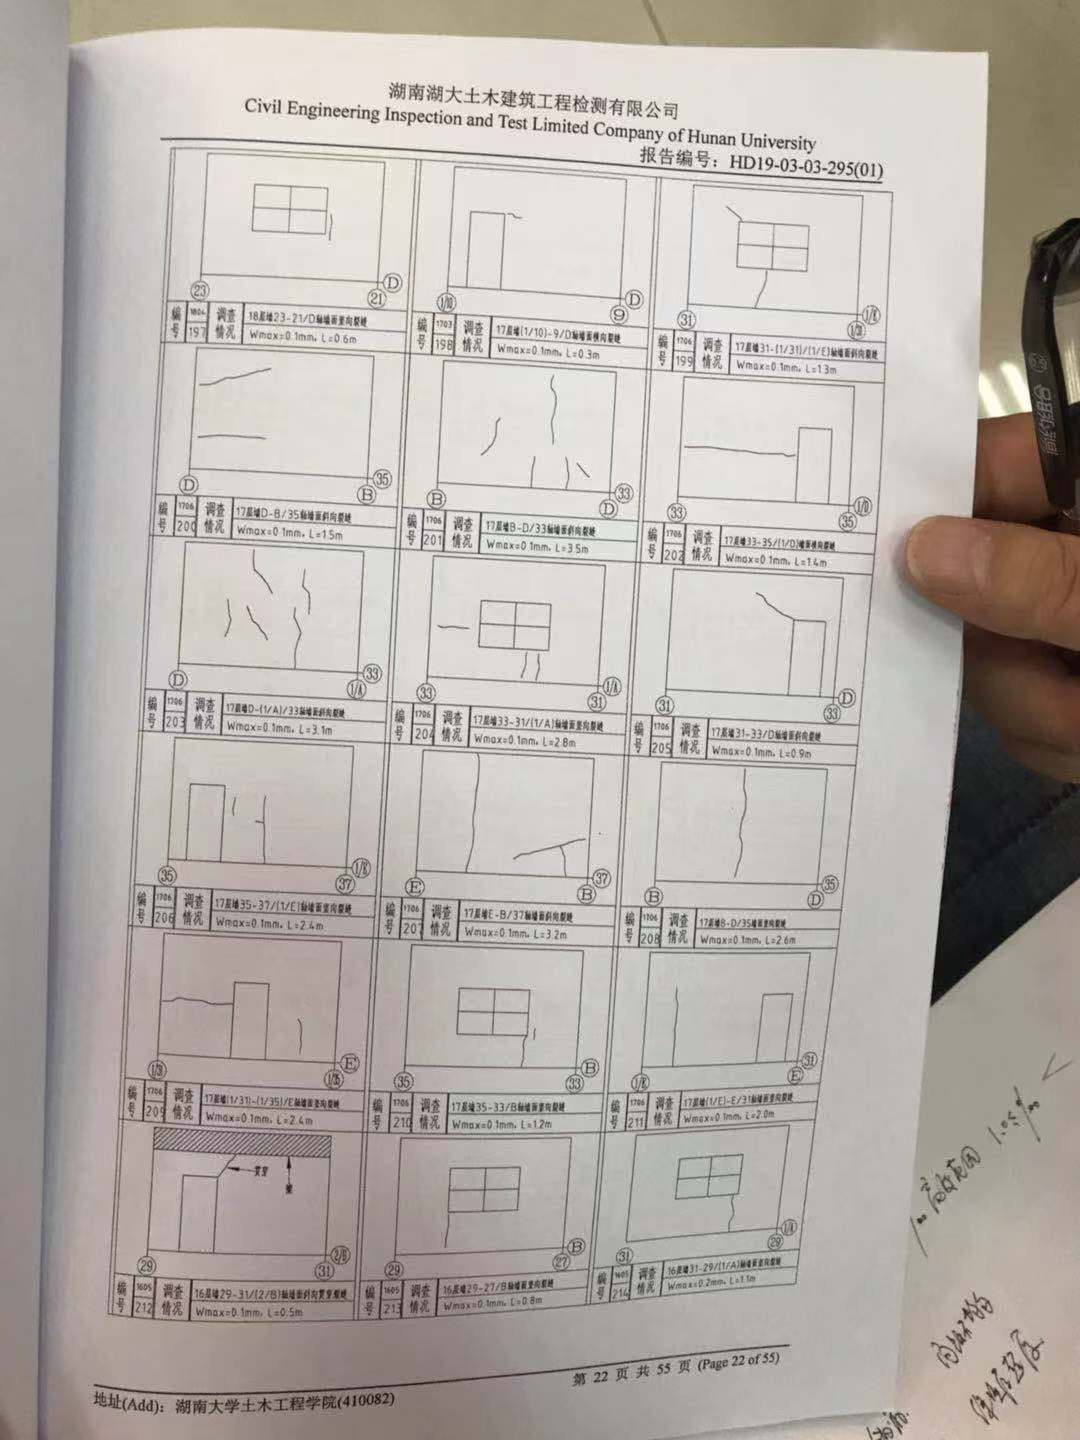 湖南湖大土木建筑工程检测有限公司
Civil Engineering Inspection and Test Limited Company of Hunan University
报告编号：HD19-03-03-295(01)
23 21 D
编号 1804 197 调查情况 18层墙23-21/D轴墙面竖向裂缝
Wmax=0.1mm，L=0.6m
1/10 9 D
编号 1703 198 调查情况 17层墙(1/10)-9/D轴墙面横向裂缝
Wmax=0.1mm，L=0.3m
31 1/31 1/E
编号 1706 199 调查情况 17层墙31-(1/31)/(1/E)轴墙面斜向裂缝
Wmax=0.1mm，L=1.3m
D B 35
编号 1706 200 调查情况 17层墙D-B/35轴墙面斜向裂缝
Wmax=0.1mm，L=1.5m
B D 33
编号 1706 201 调查情况 17层墙B-D/33轴墙面斜向裂缝
Wmax=0.1mm，L=3.5m
33 35 1/D
编号 1706 202 调查情况 17层墙33-35/(1/D)墙面横向裂缝
Wmax=0.1mm，L=1.4m
D 1/A 33
编号 1706 203 调查情况 17层墙D-(1/A)/33轴墙面斜向裂缝
Wmax=0.1mm，L=3.1m
33 31 1/A
编号 1706 204 调查情况 17层墙33-31/(1/A)轴墙面竖向裂缝
Wmax=0.1mm，L=2.8m
31 33 D
编号 1706 205 调查情况 17层墙31-33/D轴墙面斜向裂缝
Wmax=0.1mm，L=0.9m
35 37 1/E
编号 1706 206 调查情况 17层墙35-37/(1/E)轴墙面竖向裂缝
Wmax=0.1mm，L=2.4m
E B 37
编号 1706 207 调查情况 17层墙E-B/37轴墙面斜向裂缝
Wmax=0.1mm，L=3.2m
B D 35
编号 1706 208 调查情况 17层墙B-D/35墙面竖向裂缝
Wmax=0.1mm，L=2.6m
1/31 1/35 E
编号 1706 209 调查情况 17层墙(1/31)-(1/35)/E轴墙面竖向裂缝
Wmax=0.1mm，L=2.4m
35 33 B
编号 1706 210 调查情况 17层墙35-33/B轴墙面竖向裂缝
Wmax=0.1mm，L=1.2m
1/E E 31
编号 1706 211 调查情况 17层墙(1/E)-E/31轴墙面竖向裂缝
Wmax=0.1mm，L=2.0m
贯穿 梁
29 31 2/B
编号 1605 212 调查情况 16层墙29-31/(2/B)轴墙面斜向贯穿裂缝
Wmax=0.1mm，L=0.5m
29 27 B
编号 1605 213 调查情况 16层墙29-27/B轴墙面竖向裂缝
Wmax=0.1mm，L=0.8m
31 29 1/A
编号 1605 214 调查情况 16层墙31-29/(1/A)轴墙面竖向裂缝
Wmax=0.2mm，L=1.1m
第 22 页 共 55 页 (Page 22 of 55)
地址(Add)：湖南大学土木工程学院(410082)